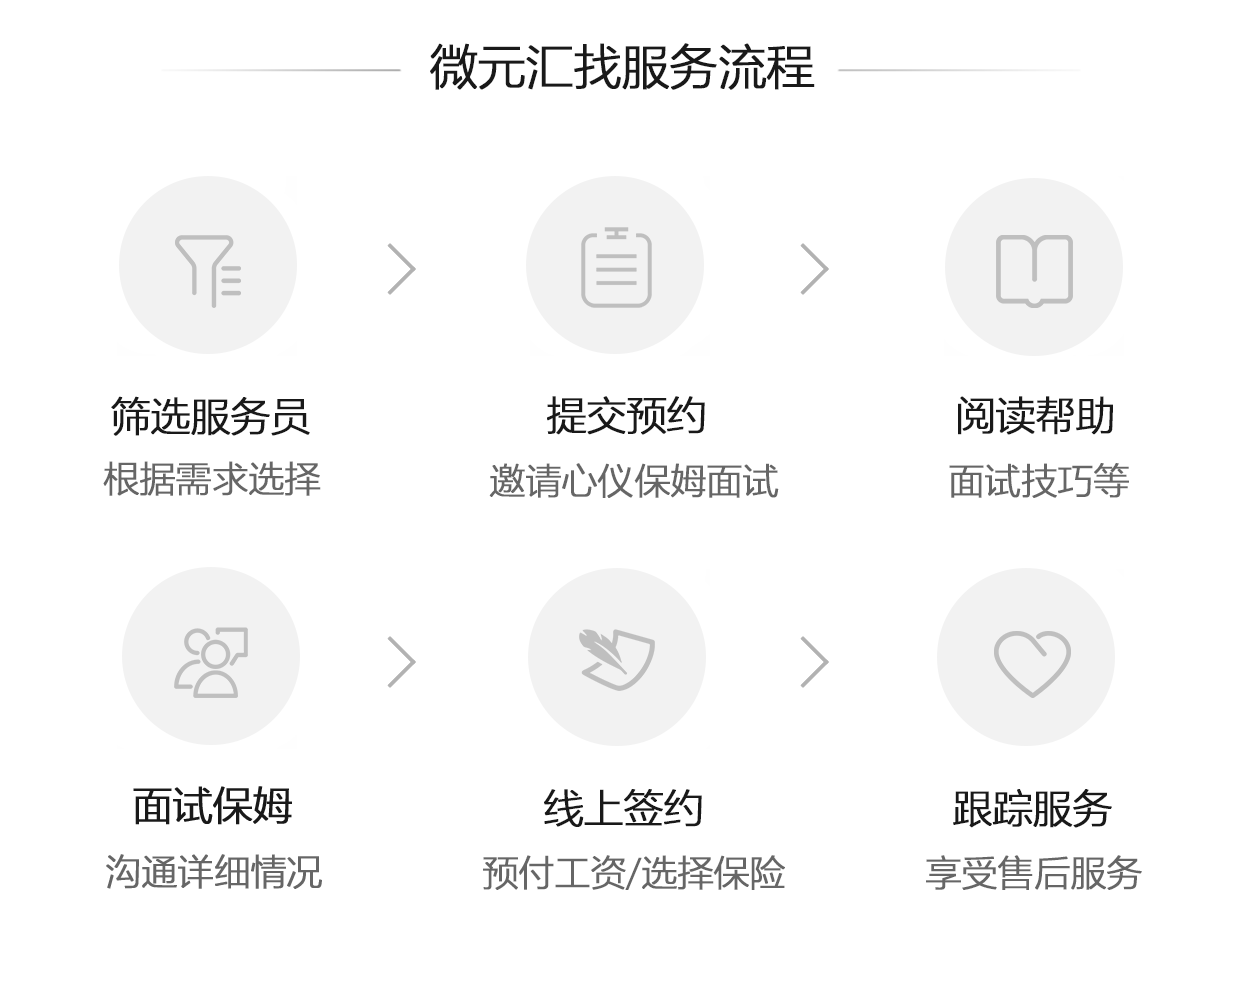 微元汇找服务流程
筛选服务员
根据需求选择
提交预约
邀请心仪保姆面试
阅读帮助
面试技巧等
面试保姆
沟通详细情况
线上签约
预付工资/选择保险
跟踪服务
享受售后服务